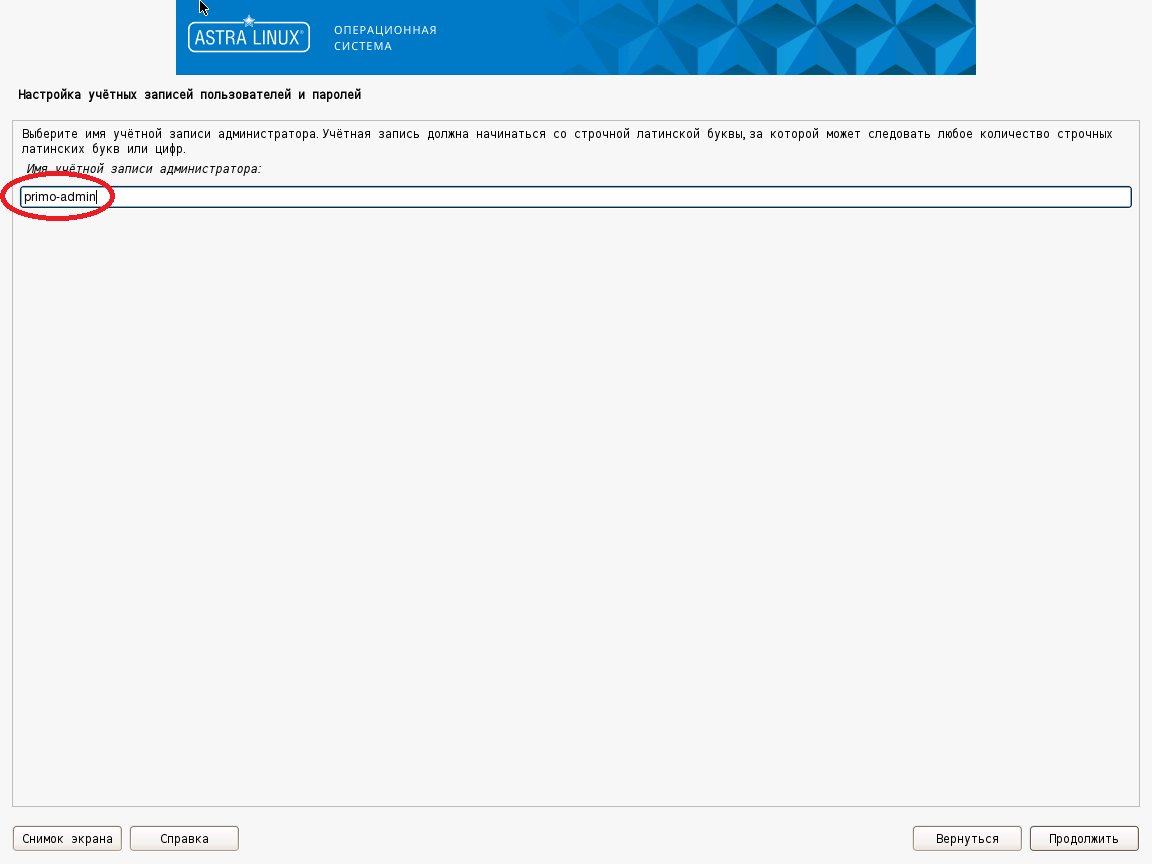 ASTRA LINUX®
ОПЕРАЦИОННАЯ
СИСТЕМА
Настройка учётных записей пользователей и паролей
Выберите имя учётной записи администратора. Учётная запись должна начинаться со строчной латинской буквы, за которой может следовать любое количество строчных
латинских букв или цифр.
Имя учётной записи администратора:
primo-admin
Снимок экрана
Справка
Вернуться
Продолжить